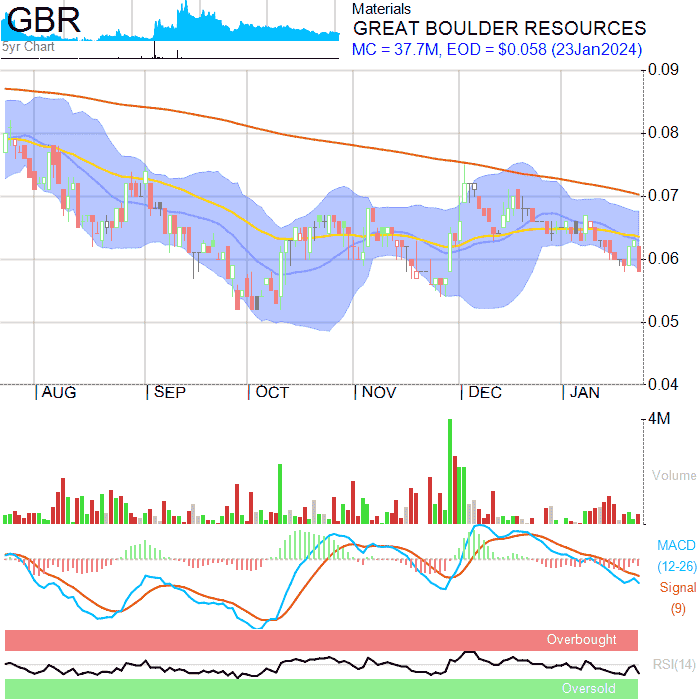 GBR
5yr Chart
Materials
GREAT BOULDER RESOURCES
MC = 37.7M, EOD = $0.058 (23Jan2024)
0.09
0.08
0.07
0.06
0.05
0.04
AUG
SEP
OCT
NOV
DEC
JAN
4M
Volume
0
MACD
(12-26)
Signal
(9)
Overbought
RSI(14)
Oversold